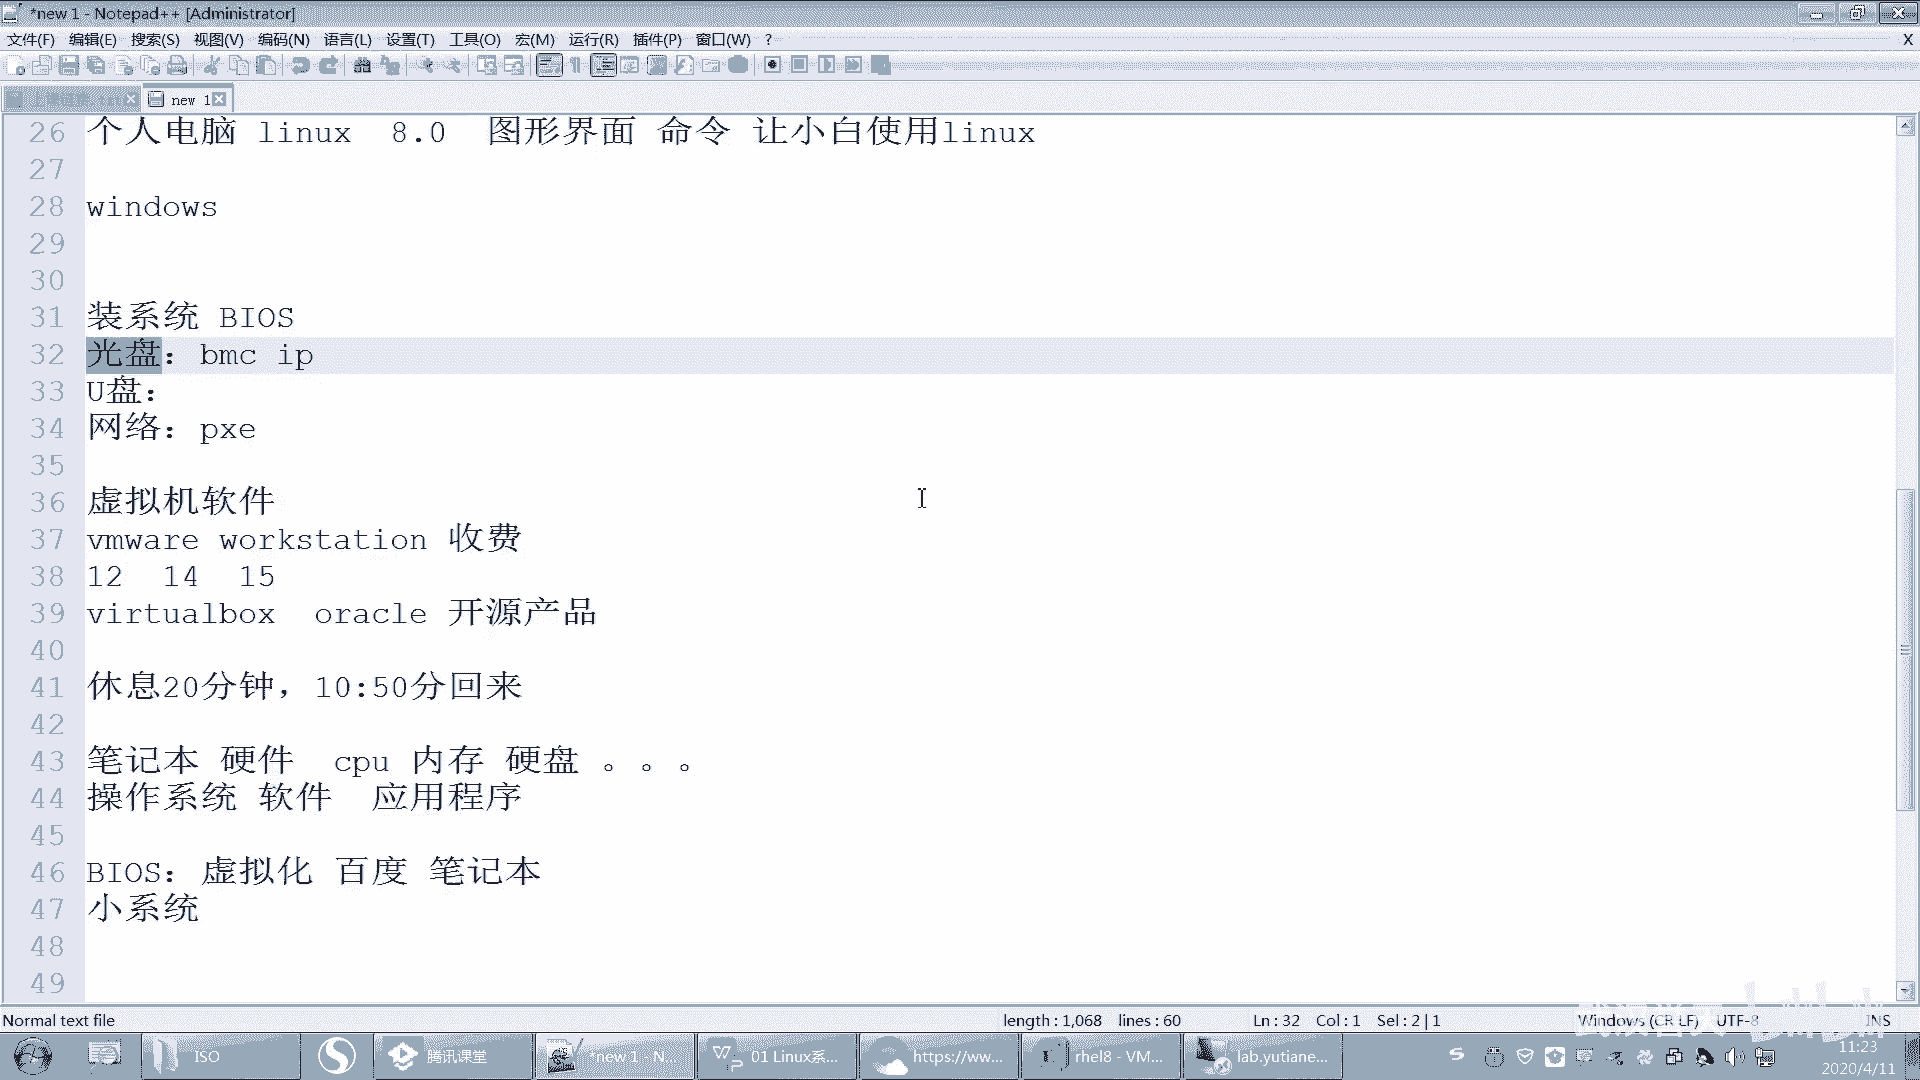 *new 1 - Notepad++ [Administrator]
文件(F) 编辑(E) 搜索(S) 视图(V) 编码(N) 语言(L) 设置(T) 工具(O) 宏(M) 运行(R) 插件(P) 窗口(W) ? X
new 1
26 个人电脑 linux 8.0 图形界面 命令 让小白使用linux
27
28 windows
29
30
31 装系统 BIOS
32 光盘：bmc ip
33 U盘：
34 网络：pxe
35
36 虚拟机软件
37 vmware workstation 收费
38 12 14 15
39 virtualbox oracle 开源产品
40
41 休息20分钟，10:50分回来
42
43 笔记本 硬件 cpu 内存 硬盘 。。。
44 操作系统 软件 应用程序
45
46 BIOS：虚拟化 百度 笔记本
47 小系统
48
49
Normal text file length : 1,068 lines : 60 Ln : 32 Col : 1 Sel : 2 | 1 Windows (CR LF) UTF-8 INS
ISO 腾讯课堂 *new 1 - N... 01 Linux系... https://ww... rhel8 - VM... lab.yutiane... 11:23
2020/4/11